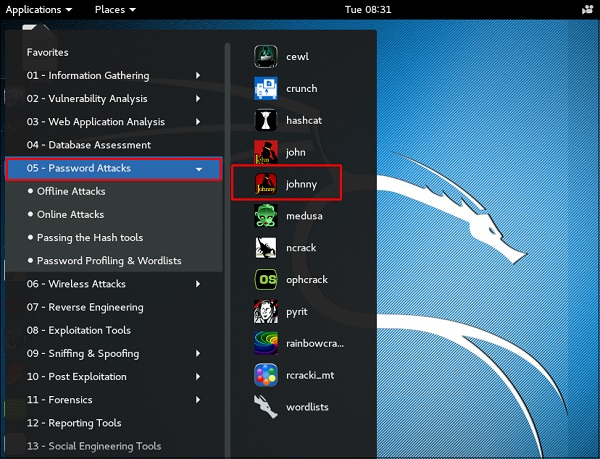 Applications Places Tue 08:31
Favorites
01 - Information Gathering
02 - Vulnerability Analysis
03 - Web Application Analysis
04 - Database Assessment
05 - Password Attacks
Offline Attacks
Online Attacks
Passing the Hash tools
Password Profiling & Wordlists
06 - Wireless Attacks
07 - Reverse Engineering
08 - Exploitation Tools
09 - Sniffing & Spoofing
10 - Post Exploitation
11 - Forensics
12 - Reporting Tools
13 - Social Engineering Tools
cewl
crunch
hashcat
john
johnny
medusa
ncrack
OS
ophcrack
pyrit
rainbowcra...
rcracki_mt
wordlists